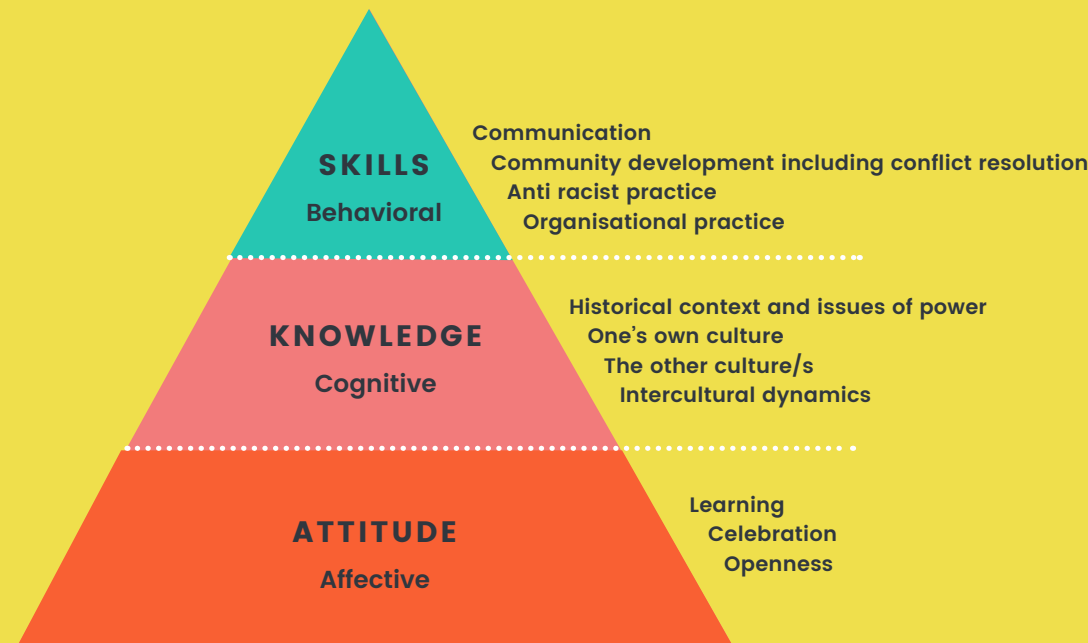 Communication
Community development including conflict resolution
SKILLS
Anti racist practice
Behavioral
Organisational practice
Historical context and issues of power
KNOWLEDGE
One's own culture
The other culture/s
Cognitive
Intercultural dynamics
Learning
ATTITUDE
Celebration
Openness
Affective